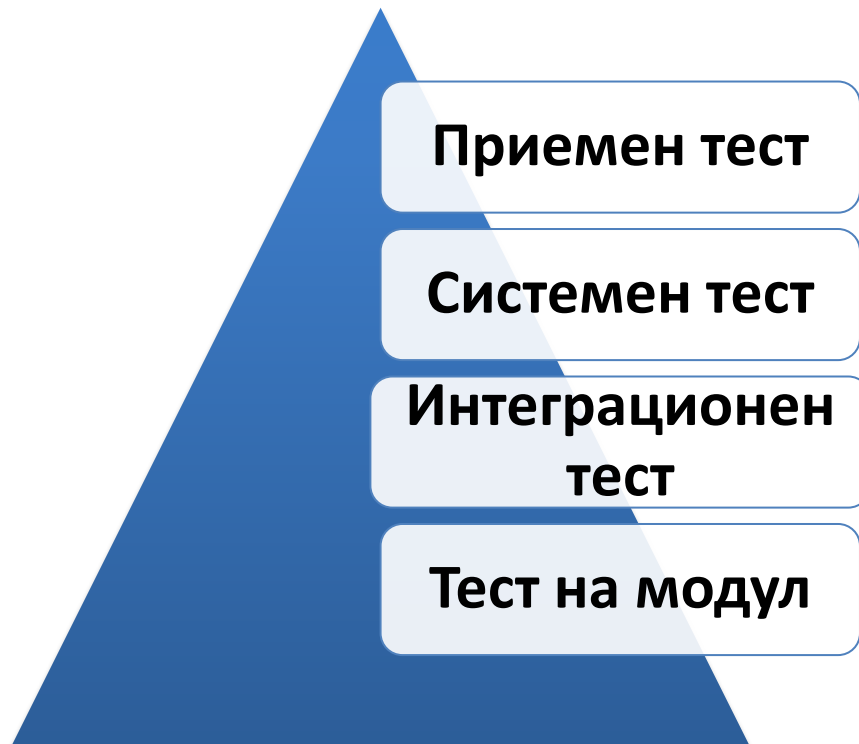 Приемен тест
Системен тест
Интеграционен
тест
Тест на модул